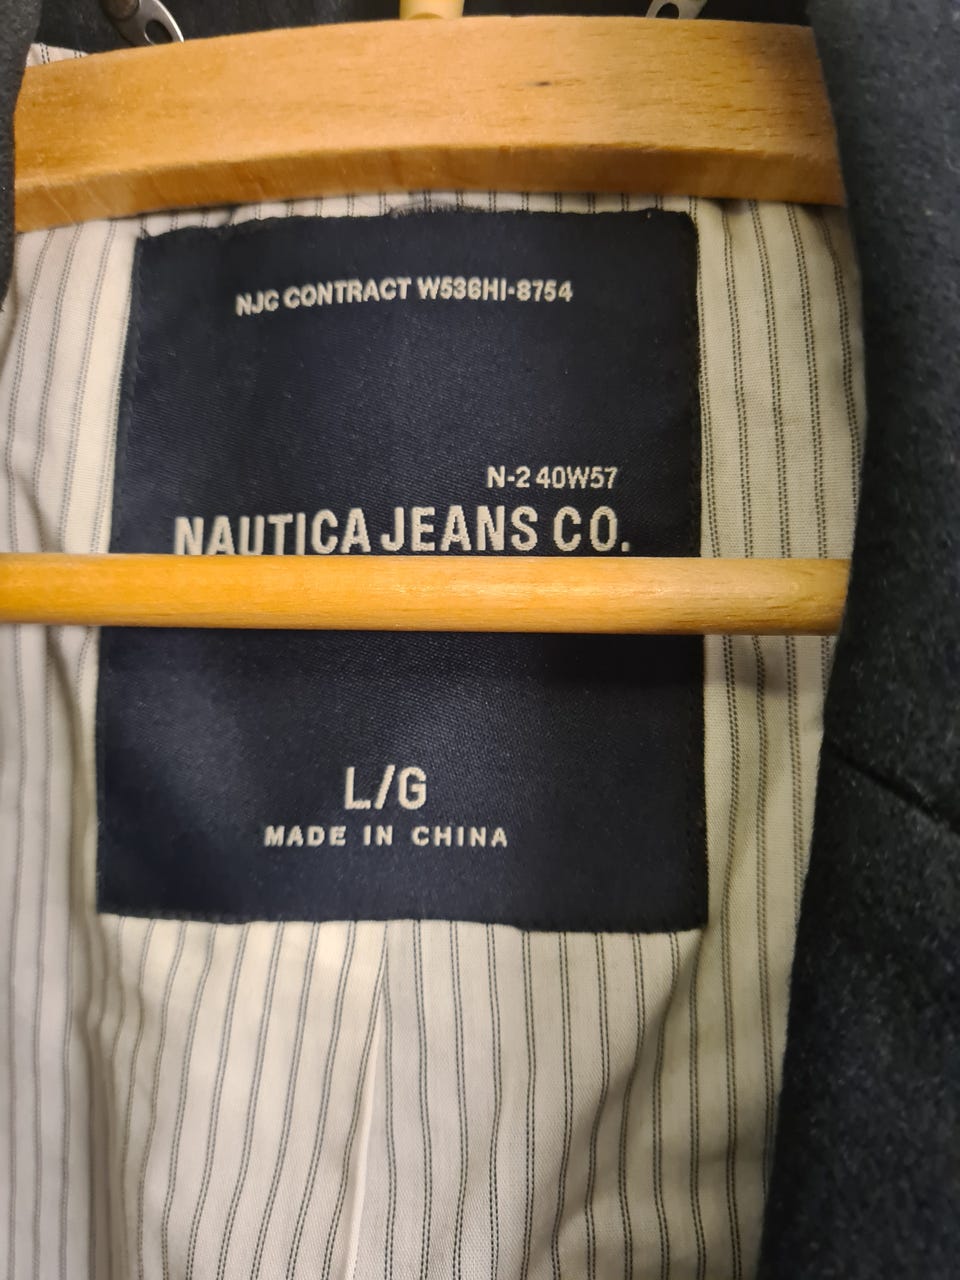 NJC CONTRACT W536HI-8754
N-2 40W57
NAUTICA JEANS CO.
L/G
MADE IN CHINA